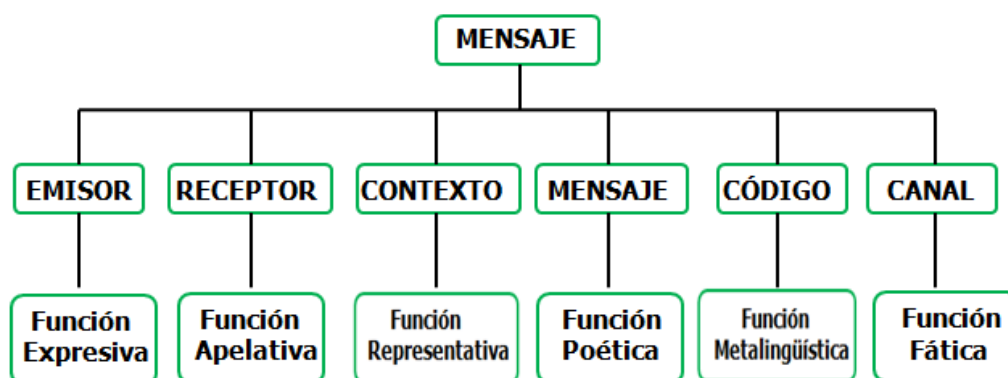 MENSAJE
EMISOR
RECEPTOR
CONTEXTO
MENSAJE
CÓDIGO
CANAL
Función
Expresiva
Función
Apelativa
Función
Representativa
Función
Poética
Función
Metalingüística
Función
Fática